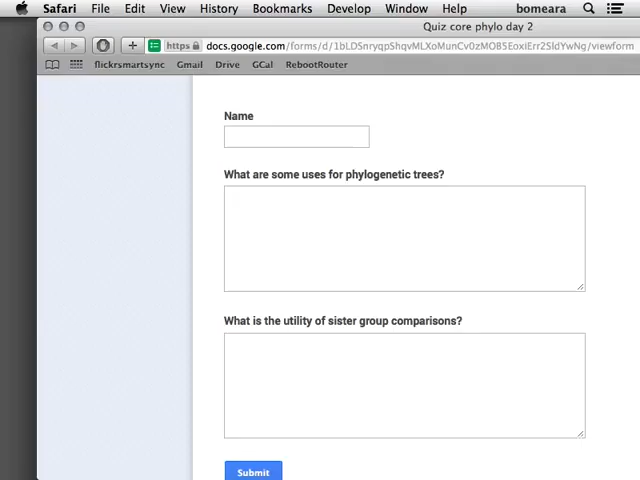 Safari File Edit View History Bookmarks Develop Window Help bomeara
Quiz core phylo day 2
https docs.google.com/forms/d/1bLDSnryqpShqvMLXoMunCv0zMOB5EoxiErr2SldYwNg/viewform
flickrsmartsync Gmail Drive GCal RebootRouter
Name
What are some uses for phylogenetic trees?
What is the utility of sister group comparisons?
Submit